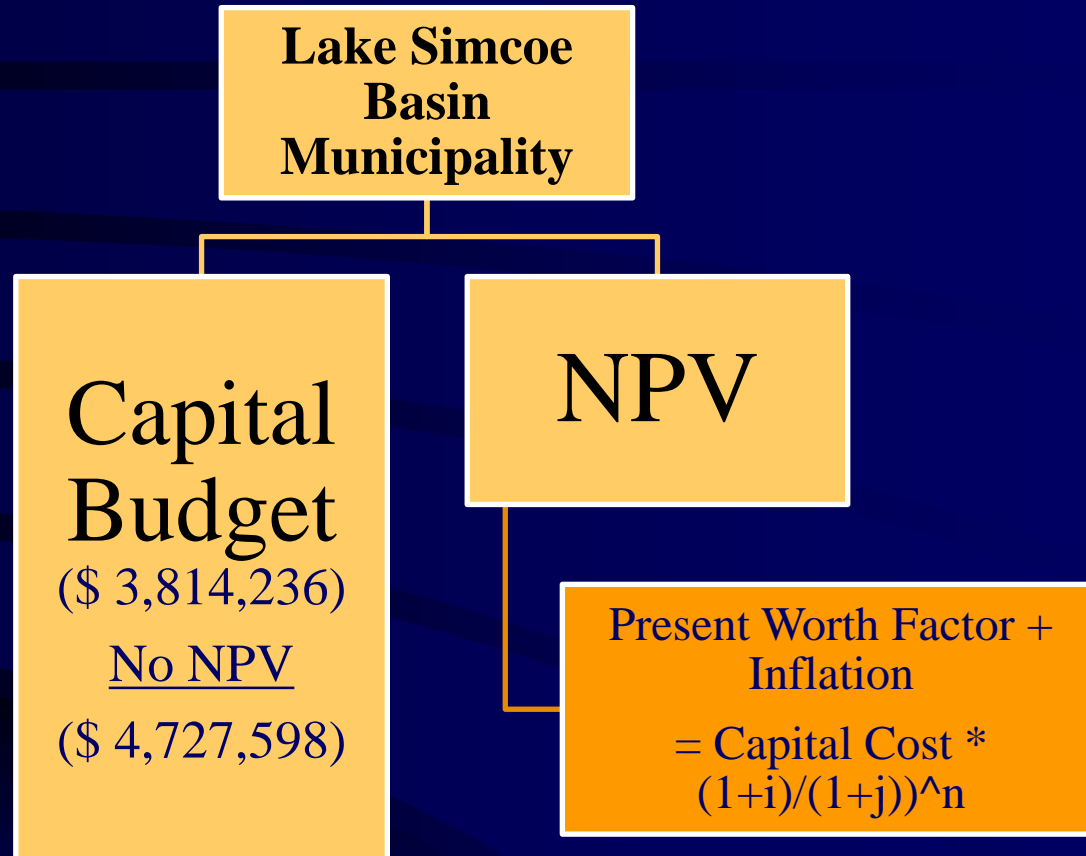 Lake Simcoe
Basin
Municipality
Capital
Budget
($ 3,814,236)
No NPV
($ 4,727,598)
NPV
Present Worth Factor +
Inflation
= Capital Cost *
(1+i)/(1+j))^n